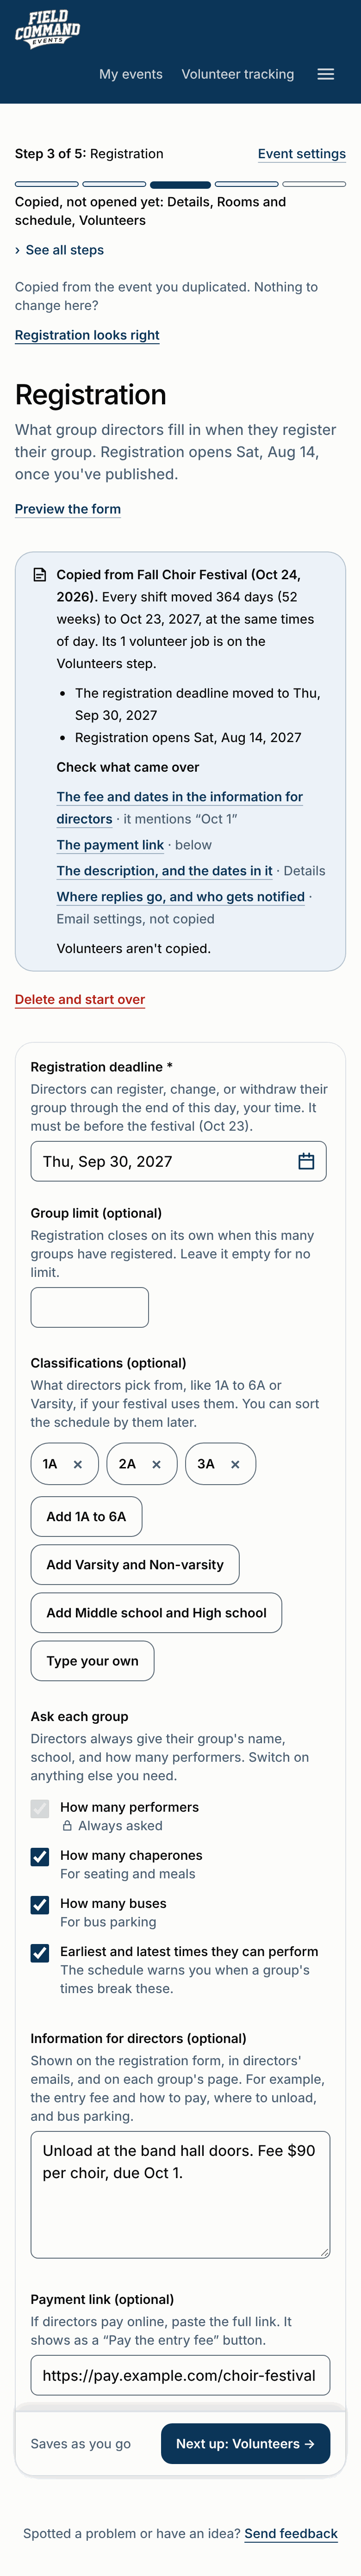 FIELD
COMMAND
EVENTS
My events Volunteer tracking
Step 3 of 5: Registration Event settings
Copied, not opened yet: Details, Rooms and
schedule, Volunteers
› See all steps
Copied from the event you duplicated. Nothing to
change here?
Registration looks right
Registration
What group directors fill in when they register
their group. Registration opens Sat, Aug 14,
once you've published.
Preview the form
Copied from Fall Choir Festival (Oct 24,
2026). Every shift moved 364 days (52
weeks) to Oct 23, 2027, at the same times
of day. Its 1 volunteer job is on the
Volunteers step.
• The registration deadline moved to Thu,
Sep 30, 2027
• Registration opens Sat, Aug 14, 2027
Check what came over
The fee and dates in the information for
directors · it mentions “Oct 1”
The payment link · below
The description, and the dates in it · Details
Where replies go, and who gets notified ·
Email settings, not copied
Volunteers aren't copied.
Delete and start over
Registration deadline *
Directors can register, change, or withdraw their
group through the end of this day, your time. It
must be before the festival (Oct 23).
Thu, Sep 30, 2027
Group limit (optional)
Registration closes on its own when this many
groups have registered. Leave it empty for no
limit.
Classifications (optional)
What directors pick from, like 1A to 6A or
Varsity, if your festival uses them. You can sort
the schedule by them later.
1A × 2A × 3A ×
Add 1A to 6A
Add Varsity and Non-varsity
Add Middle school and High school
Type your own
Ask each group
Directors always give their group's name,
school, and how many performers. Switch on
anything else you need.
How many performers
Always asked
How many chaperones
For seating and meals
How many buses
For bus parking
Earliest and latest times they can perform
The schedule warns you when a group's
times break these.
Information for directors (optional)
Shown on the registration form, in directors'
emails, and on each group's page. For example,
the entry fee and how to pay, where to unload,
and bus parking.
Unload at the band hall doors. Fee $90
per choir, due Oct 1.
Payment link (optional)
If directors pay online, paste the full link. It
shows as a “Pay the entry fee” button.
https://pay.example.com/choir-festival
Saves as you go Next up: Volunteers →
Spotted a problem or have an idea? Send feedback